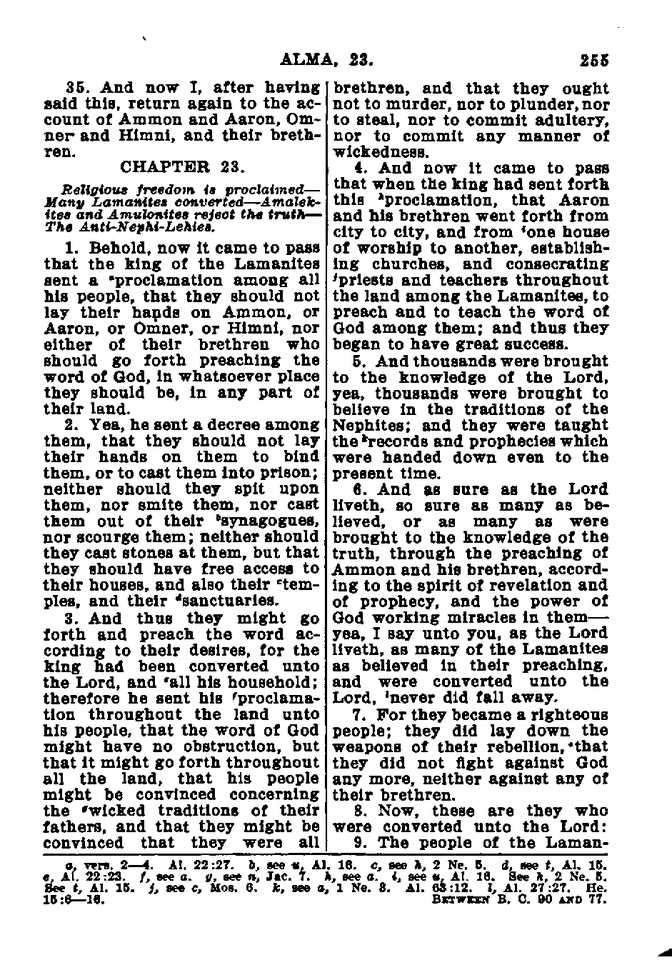 ALMA, 23. 255
35. And now I, after having
said this, return again to the ac-
count of Ammon and Aaron, Om-
ner and Himni, and their breth-
ren.
CHAPTER 23.
Religious freedom is proclaimed—
Many Lamanites converted—Amalek-
ites and Amulonites reject the truth—
The Anti-Nephi-Lehies.
1. Behold, now it came to pass
that the king of the Lamanites
sent a ᵃproclamation among all
his people, that they should not
lay their hands on Ammon, or
Aaron, or Omner, or Himni, nor
either of their brethren who
should go forth preaching the
word of God, in whatsoever place
they should be, in any part of
their land.
2. Yea, he sent a decree among
them, that they should not lay
their hands on them to bind
them, or to cast them into prison;
neither should they spit upon
them, nor smite them, nor cast
them out of their ᵇsynagogues,
nor scourge them; neither should
they cast stones at them, but that
they should have free access to
their houses, and also their ᶜtem-
ples, and their ᵈsanctuaries.
3. And thus they might go
forth and preach the word ac-
cording to their desires, for the
king had been converted unto
the Lord, and ᵉall his household;
therefore he sent his ᶠproclama-
tion throughout the land unto
his people, that the word of God
might have no obstruction, but
that it might go forth throughout
all the land, that his people
might be convinced concerning
the ᵍwicked traditions of their
fathers, and that they might be
convinced that they were all
brethren, and that they ought
not to murder, nor to plunder, nor
to steal, nor to commit adultery,
nor to commit any manner of
wickedness.
4. And now it came to pass
that when the king had sent forth
this ʰproclamation, that Aaron
and his brethren went forth from
city to city, and from ⁱone house
of worship to another, establish-
ing churches, and consecrating
ʲpriests and teachers throughout
the land among the Lamanites, to
preach and to teach the word of
God among them; and thus they
began to have great success.
5. And thousands were brought
to the knowledge of the Lord,
yea, thousands were brought to
believe in the traditions of the
Nephites; and they were taught
the ᵏrecords and prophecies which
were handed down even to the
present time.
6. And as sure as the Lord
liveth, so sure as many as be-
lieved, or as many as were
brought to the knowledge of the
truth, through the preaching of
Ammon and his brethren, accord-
ing to the spirit of revelation and
of prophecy, and the power of
God working miracles in them—
yea, I say unto you, as the Lord
liveth, as many of the Lamanites
as believed in their preaching,
and were converted unto the
Lord, ˡnever did fall away.
7. For they became a righteous
people; they did lay down the
weapons of their rebellion, that
they did not fight against God
any more, neither against any of
their brethren.
8. Now, these are they who
were converted unto the Lord:
9. The people of the Laman-
a, vers. 2—4. Al. 22:27. b, see u, Al. 16. c, see k, 2 Ne. 5. d, see t, Al. 15.
e, Al. 22:23. f, see a. g, see n, Jac. 7. h, see a. i, see u, Al. 16. See k, 2 Ne. 5.
See t, Al. 15. j, see c, Mos. 6. k, see a, 1 Ne. 3. Al. 63:12. l, Al. 27:27. He.
15:6—16. BETWEEN B. C. 90 AND 77.